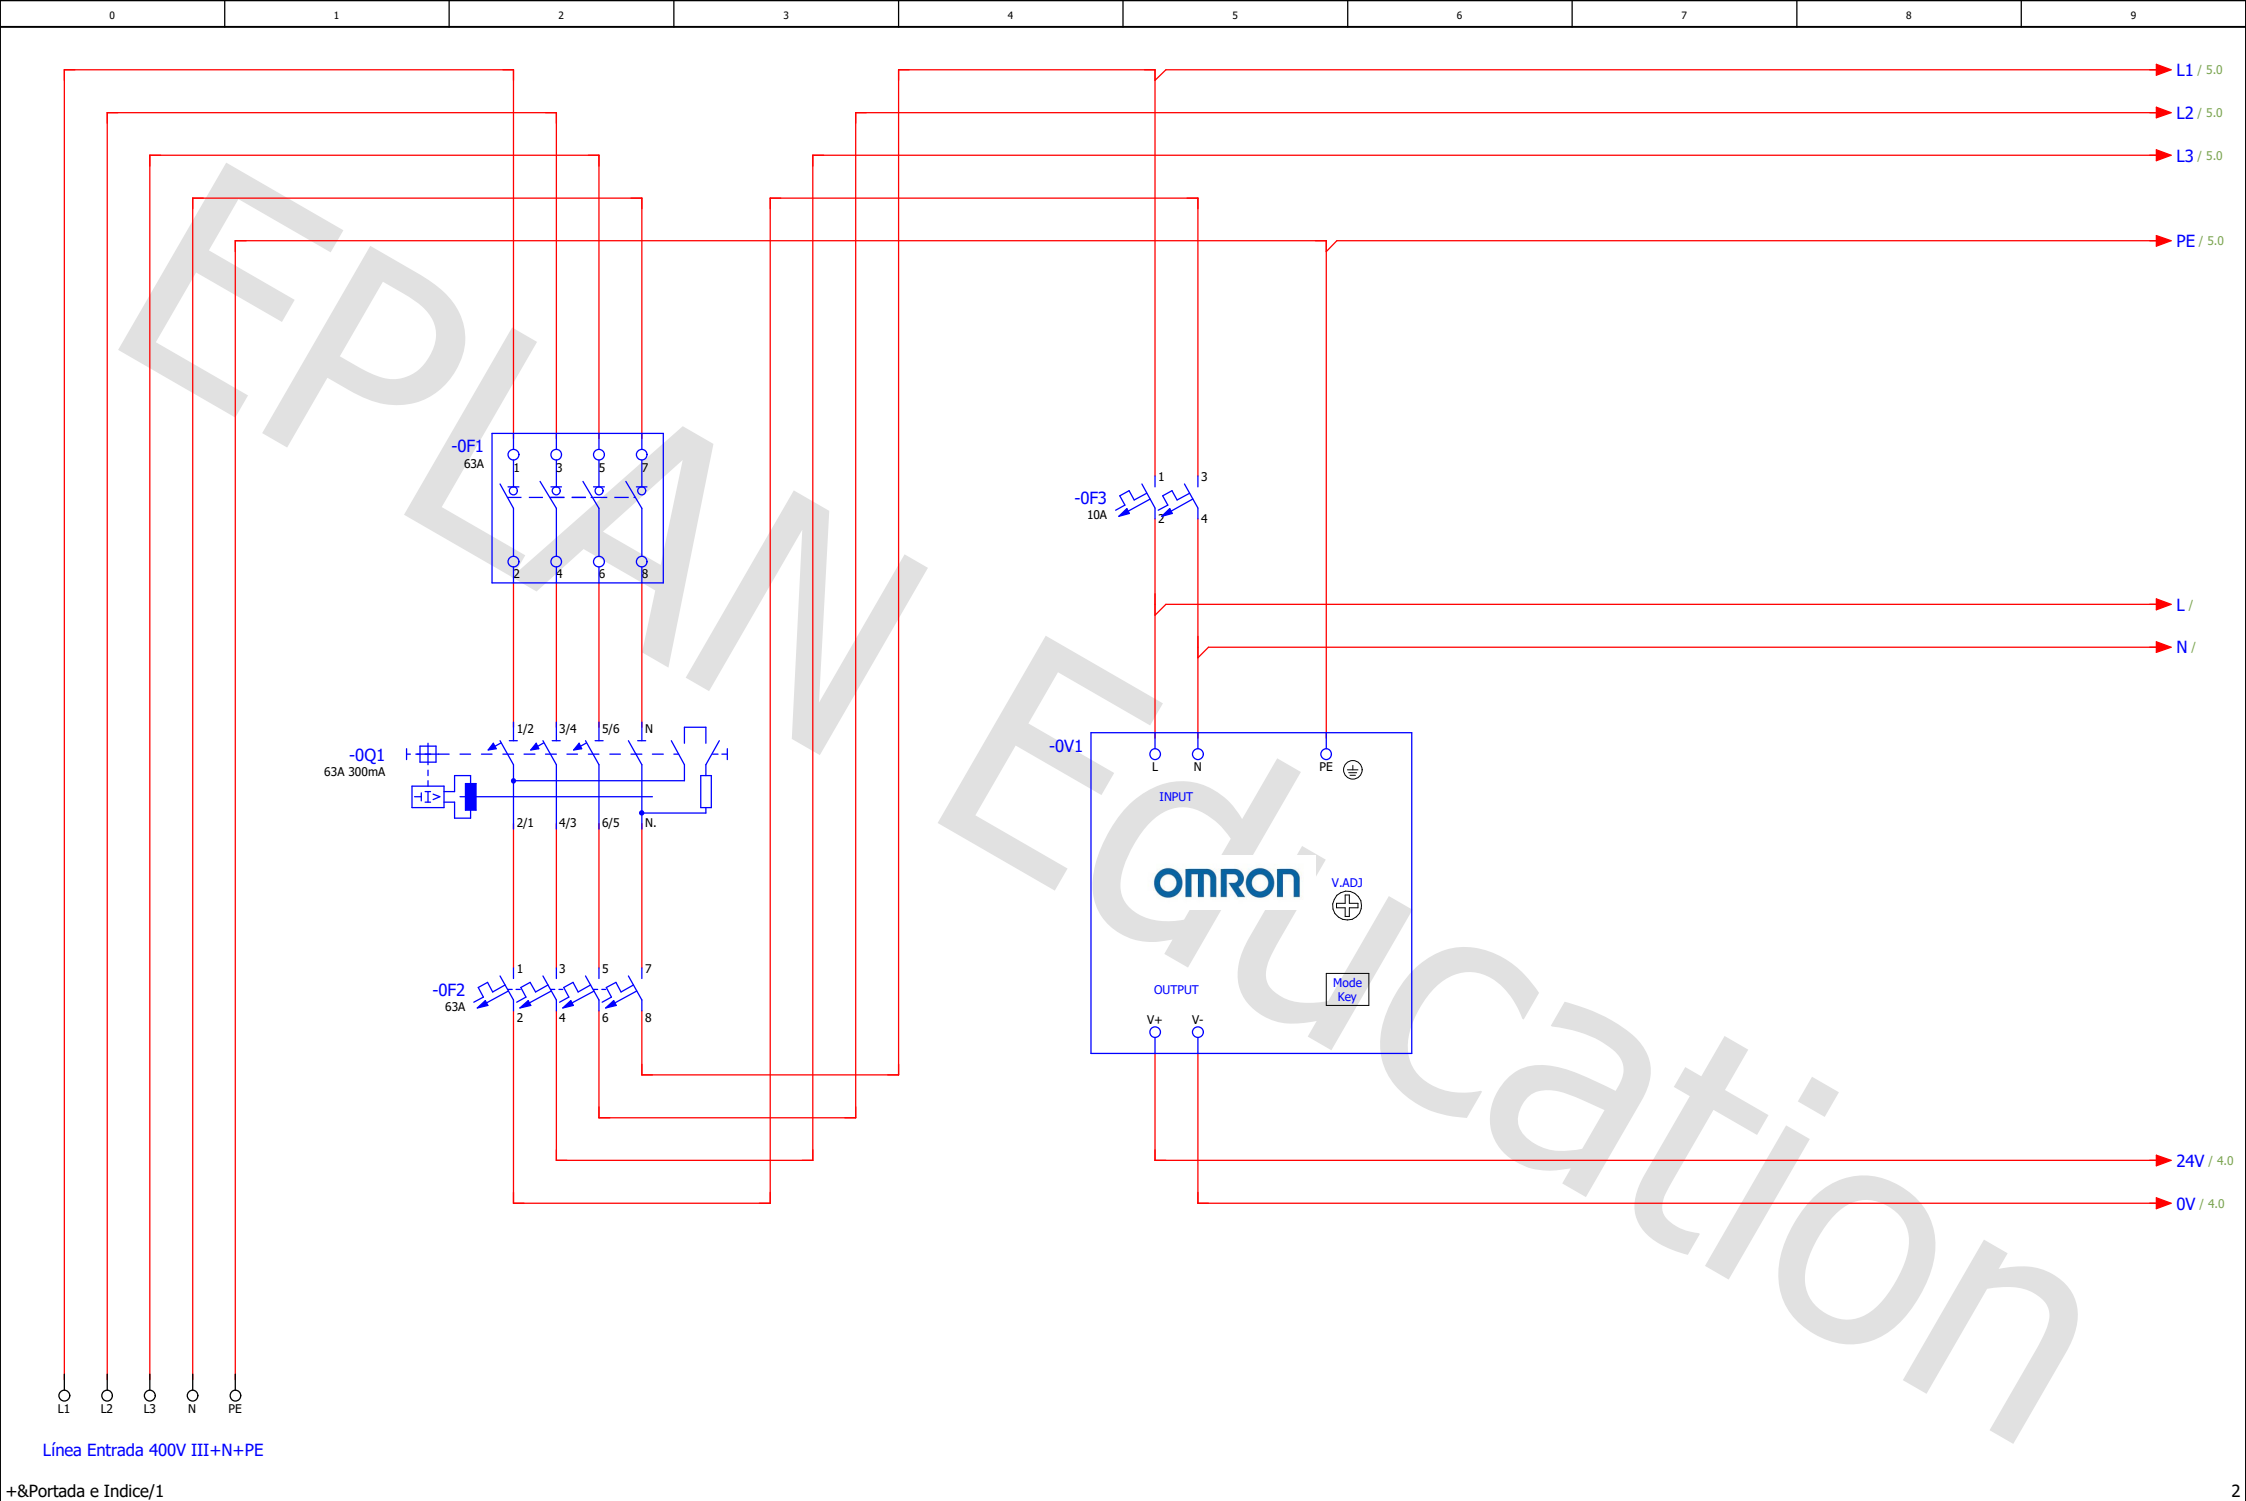 0 1 2 3 4 5 6 7 8 9
L1 / 5.0
L2 / 5.0
L3 / 5.0
PE / 5.0
EPLAN Education
-0F1
63A
1 3 5 7
2 4 6 8
-0F3
10A
1 3
2 4
L /
N /
-0Q1
63A 300mA
1/2 3/4 5/6 N
I>
2/1 4/3 6/5 N.
-0V1
L N PE
INPUT
OMRON
V.ADJ
OUTPUT
Mode
Key
V+ V-
-0F2
63A
1 3 5 7
2 4 6 8
24V / 4.0
0V / 4.0
L1 L2 L3 N PE
Línea Entrada 400V III+N+PE
+&Portada e Indice/1
2